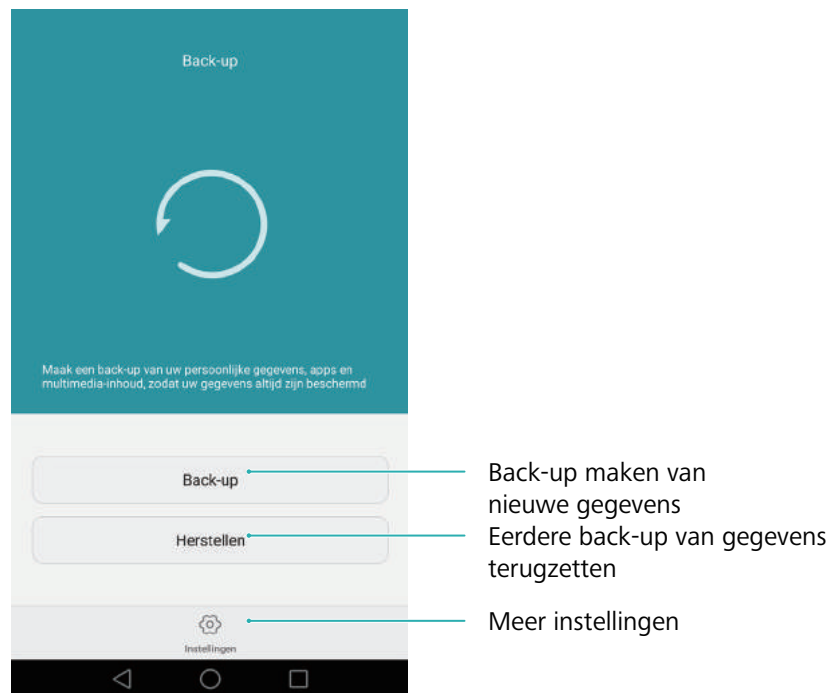 Back-up
Maak een back-up van uw persoonlijke gegevens, apps en
multimedia-inhoud, zodat uw gegevens altijd zijn beschermd
Back-up
Back-up maken van
nieuwe gegevens
Herstellen
Eerdere back-up van gegevens
terugzetten
Instellingen
Meer instellingen